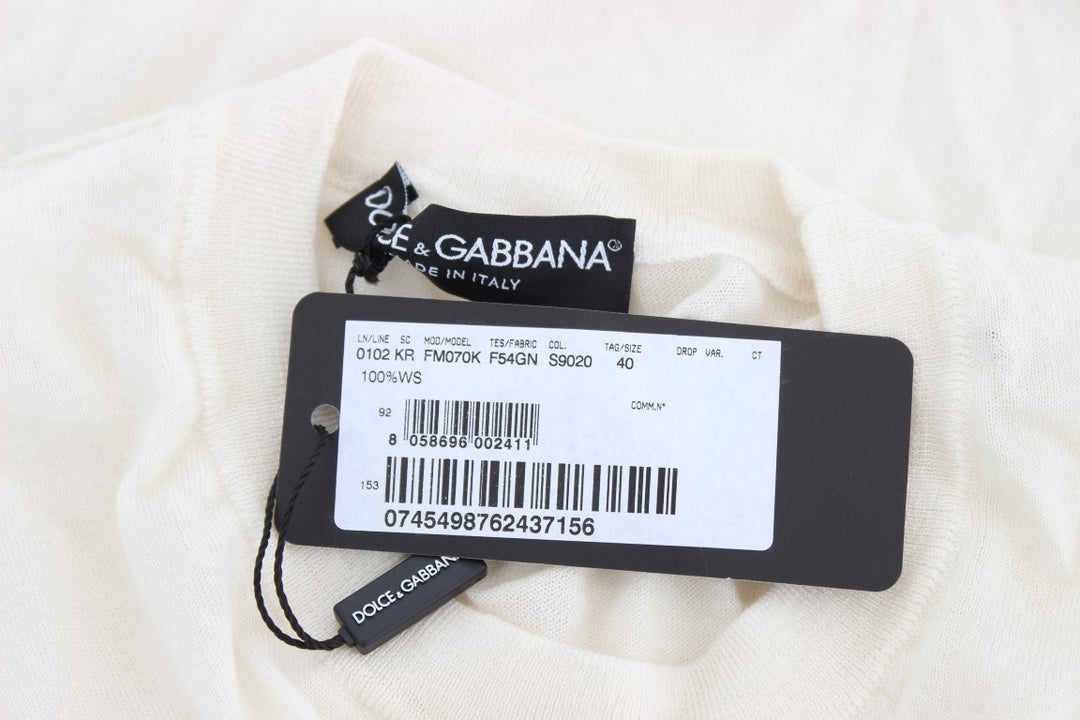 DOLCE & GABBANA®
MADE IN ITALY
LN/LINE SC MOD/MODEL TES/FABRIC COL. TAG/SIZE DROP VAR. CT
0102 KR FM070K F54GN S9020 40
100%WS
COMM.N°
92
8 058696 002411
153
0745498762437156
DOLCE & GABBANA